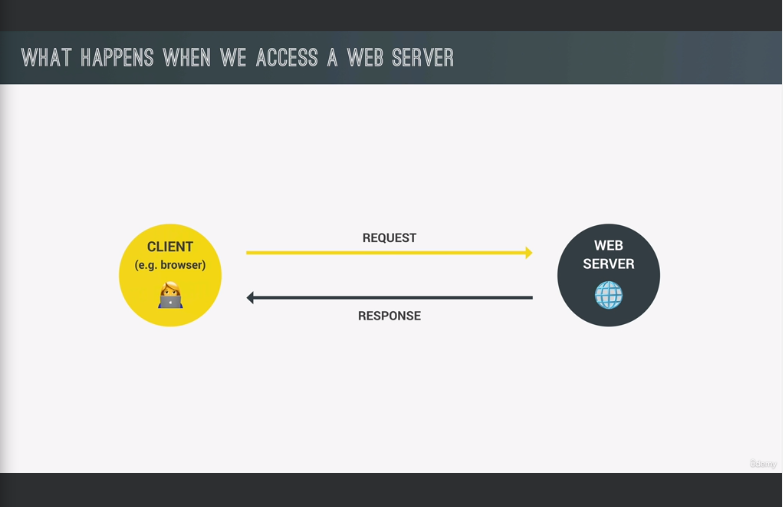 WHAT HAPPENS WHEN WE ACCESS A WEB SERVER
CLIENT
(e.g. browser)
REQUEST
RESPONSE
WEB
SERVER
Udemy